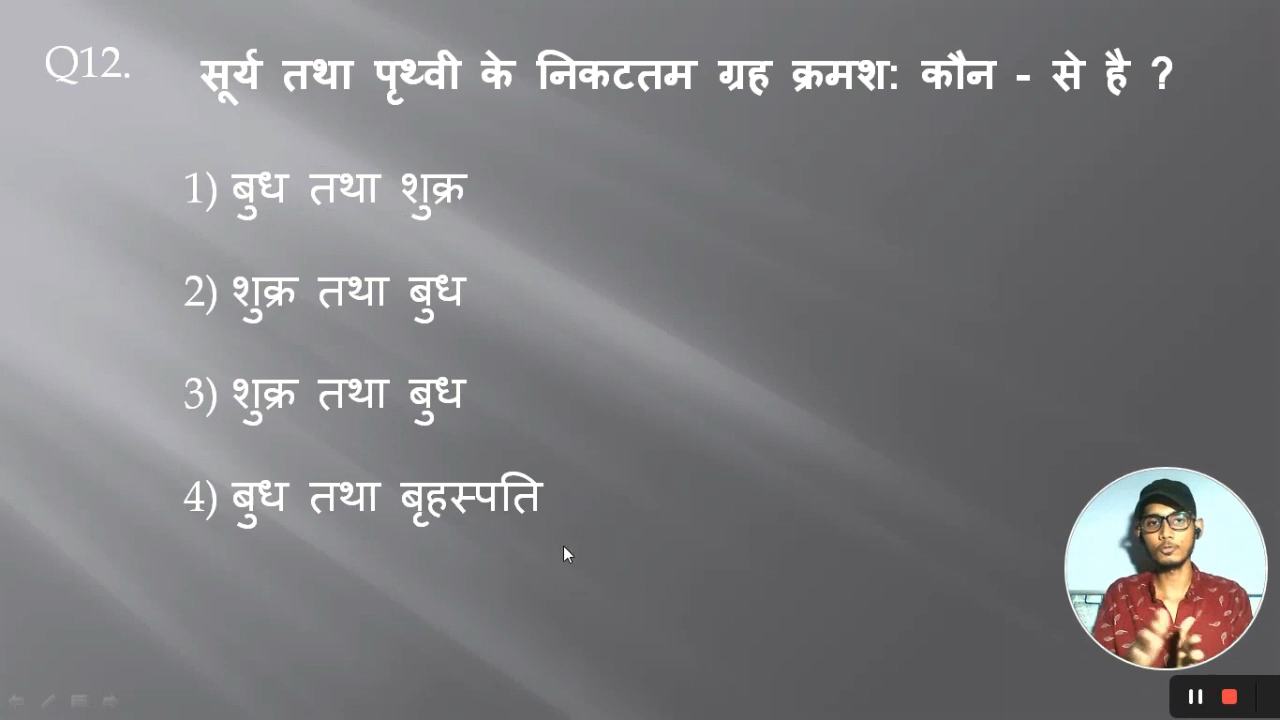 Q12. सूर्य तथा पृथ्वी के निकटतम ग्रह क्रमश: कौन - से है ?
1) बुध तथा शुक्र
2) शुक्र तथा बुध
3) शुक्र तथा बुध
4) बुध तथा बृहस्पति